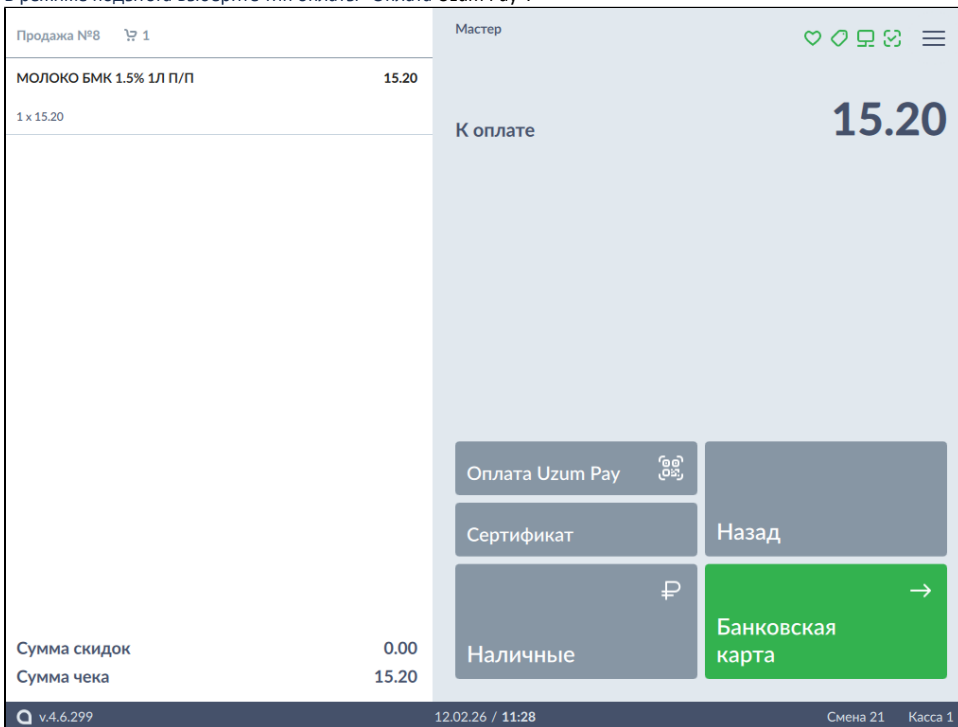 Продажа №8 1
МОЛОКО БМК 1.5% 1Л П/П 15.20
1 x 15.20
Сумма скидок 0.00
Сумма чека 15.20
Мастер
К оплате 15.20
Оплата Uzum Pay
Сертификат
Назад
Наличные
Банковская
карта
v.4.6.299 12.02.26 / 11:28 Смена 21 Касса 1